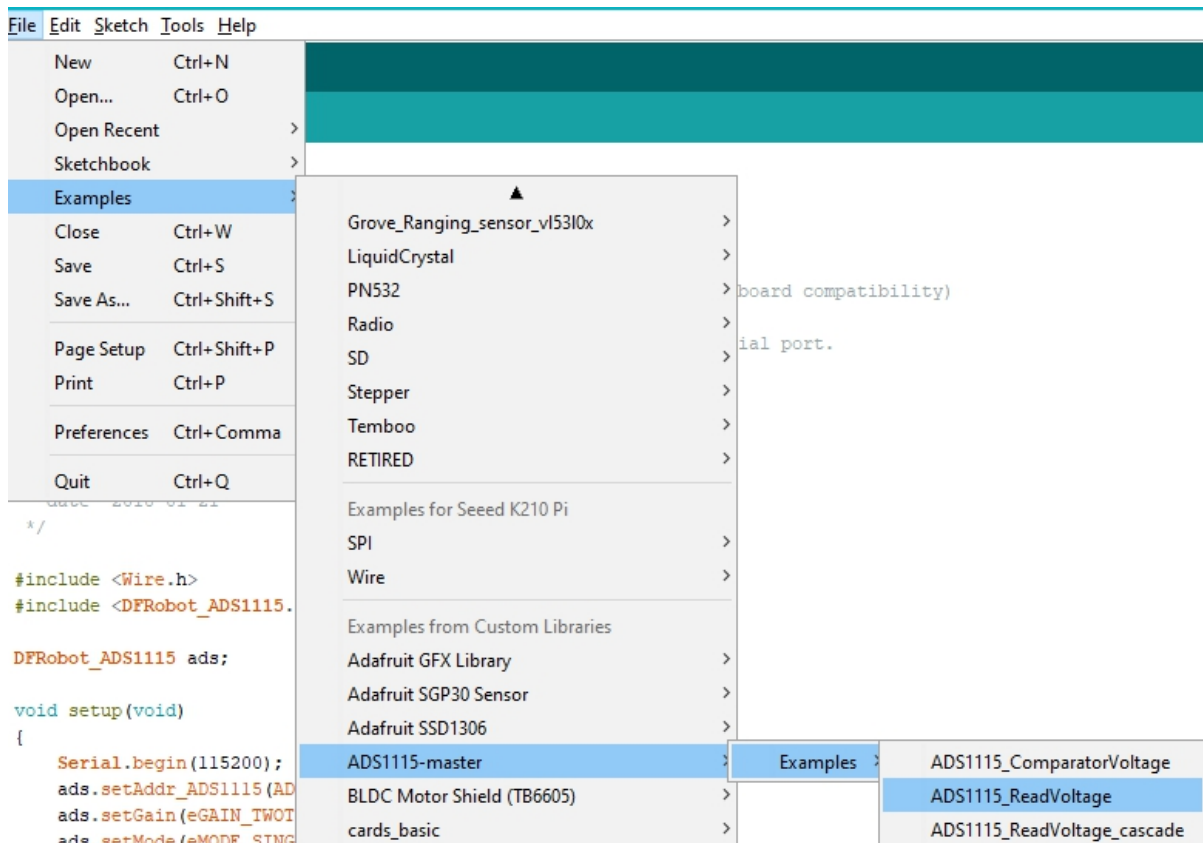 File Edit Sketch Tools Help
New Ctrl+N
Open... Ctrl+O
Open Recent
Sketchbook
Examples
Close Ctrl+W
Save Ctrl+S
Save As... Ctrl+Shift+S
Page Setup Ctrl+Shift+P
Print Ctrl+P
Preferences Ctrl+Comma
Quit Ctrl+Q
Grove_Ranging_sensor_vl53l0x
LiquidCrystal
PN532
Radio
SD
Stepper
Temboo
RETIRED
Examples for Seeed K210 Pi
SPI
Wire
Examples from Custom Libraries
Adafruit GFX Library
Adafruit SGP30 Sensor
Adafruit SSD1306
ADS1115-master
BLDC Motor Shield (TB6605)
cards_basic
Examples
ADS1115_ComparatorVoltage
ADS1115_ReadVoltage
ADS1115_ReadVoltage_cascade
board compatibility)
ial port.
*/
#include <Wire.h>
#include <DFRobot_ADS1115.
DFRobot_ADS1115 ads;
void setup(void)
{
Serial.begin(115200);
ads.setAddr_ADS1115(AD
ads.setGain(eGAIN_TWOT
ads.setMode(eMODE_SING